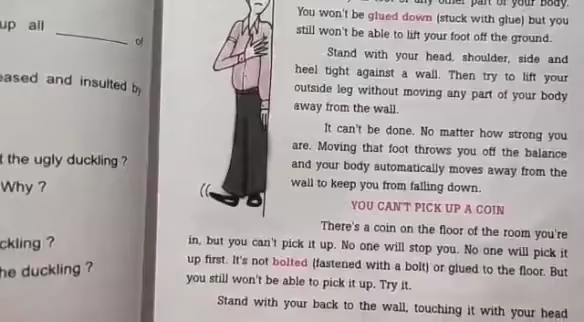 up all
of
eased and insulted by
t the ugly duckling ?
Why ?
ckling ?
he duckling ?
other part of your body.
You won't be glued down (stuck with glue) but you
still won't be able to lift your foot off the ground.
Stand with your head, shoulder, side and
heel tight against a wall. Then try to lift your
outside leg without moving any part of your body
away from the wall.
It can't be done. No matter how strong you
are. Moving that foot throws you off the balance
and your body automatically moves away from the
wall to keep you from falling down.
YOU CAN'T PICK UP A COIN
There's a coin on the floor of the room you're
in, but you can't pick it up. No one will stop you. No one will pick it
up first. It's not bolted (fastened with a bolt) or glued to the floor. But
you still won't be able to pick it up. Try it.
Stand with your back to the wall, touching it with your head